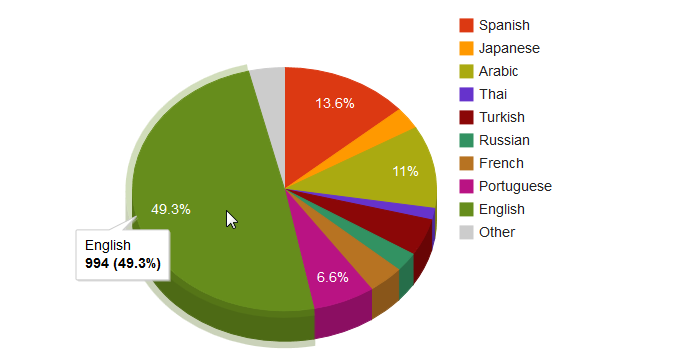 Spanish
Japanese
Arabic
Thai
Turkish
Russian
French
Portuguese
English
Other
13.6%
11%
49.3%
6.6%
English
994 (49.3%)